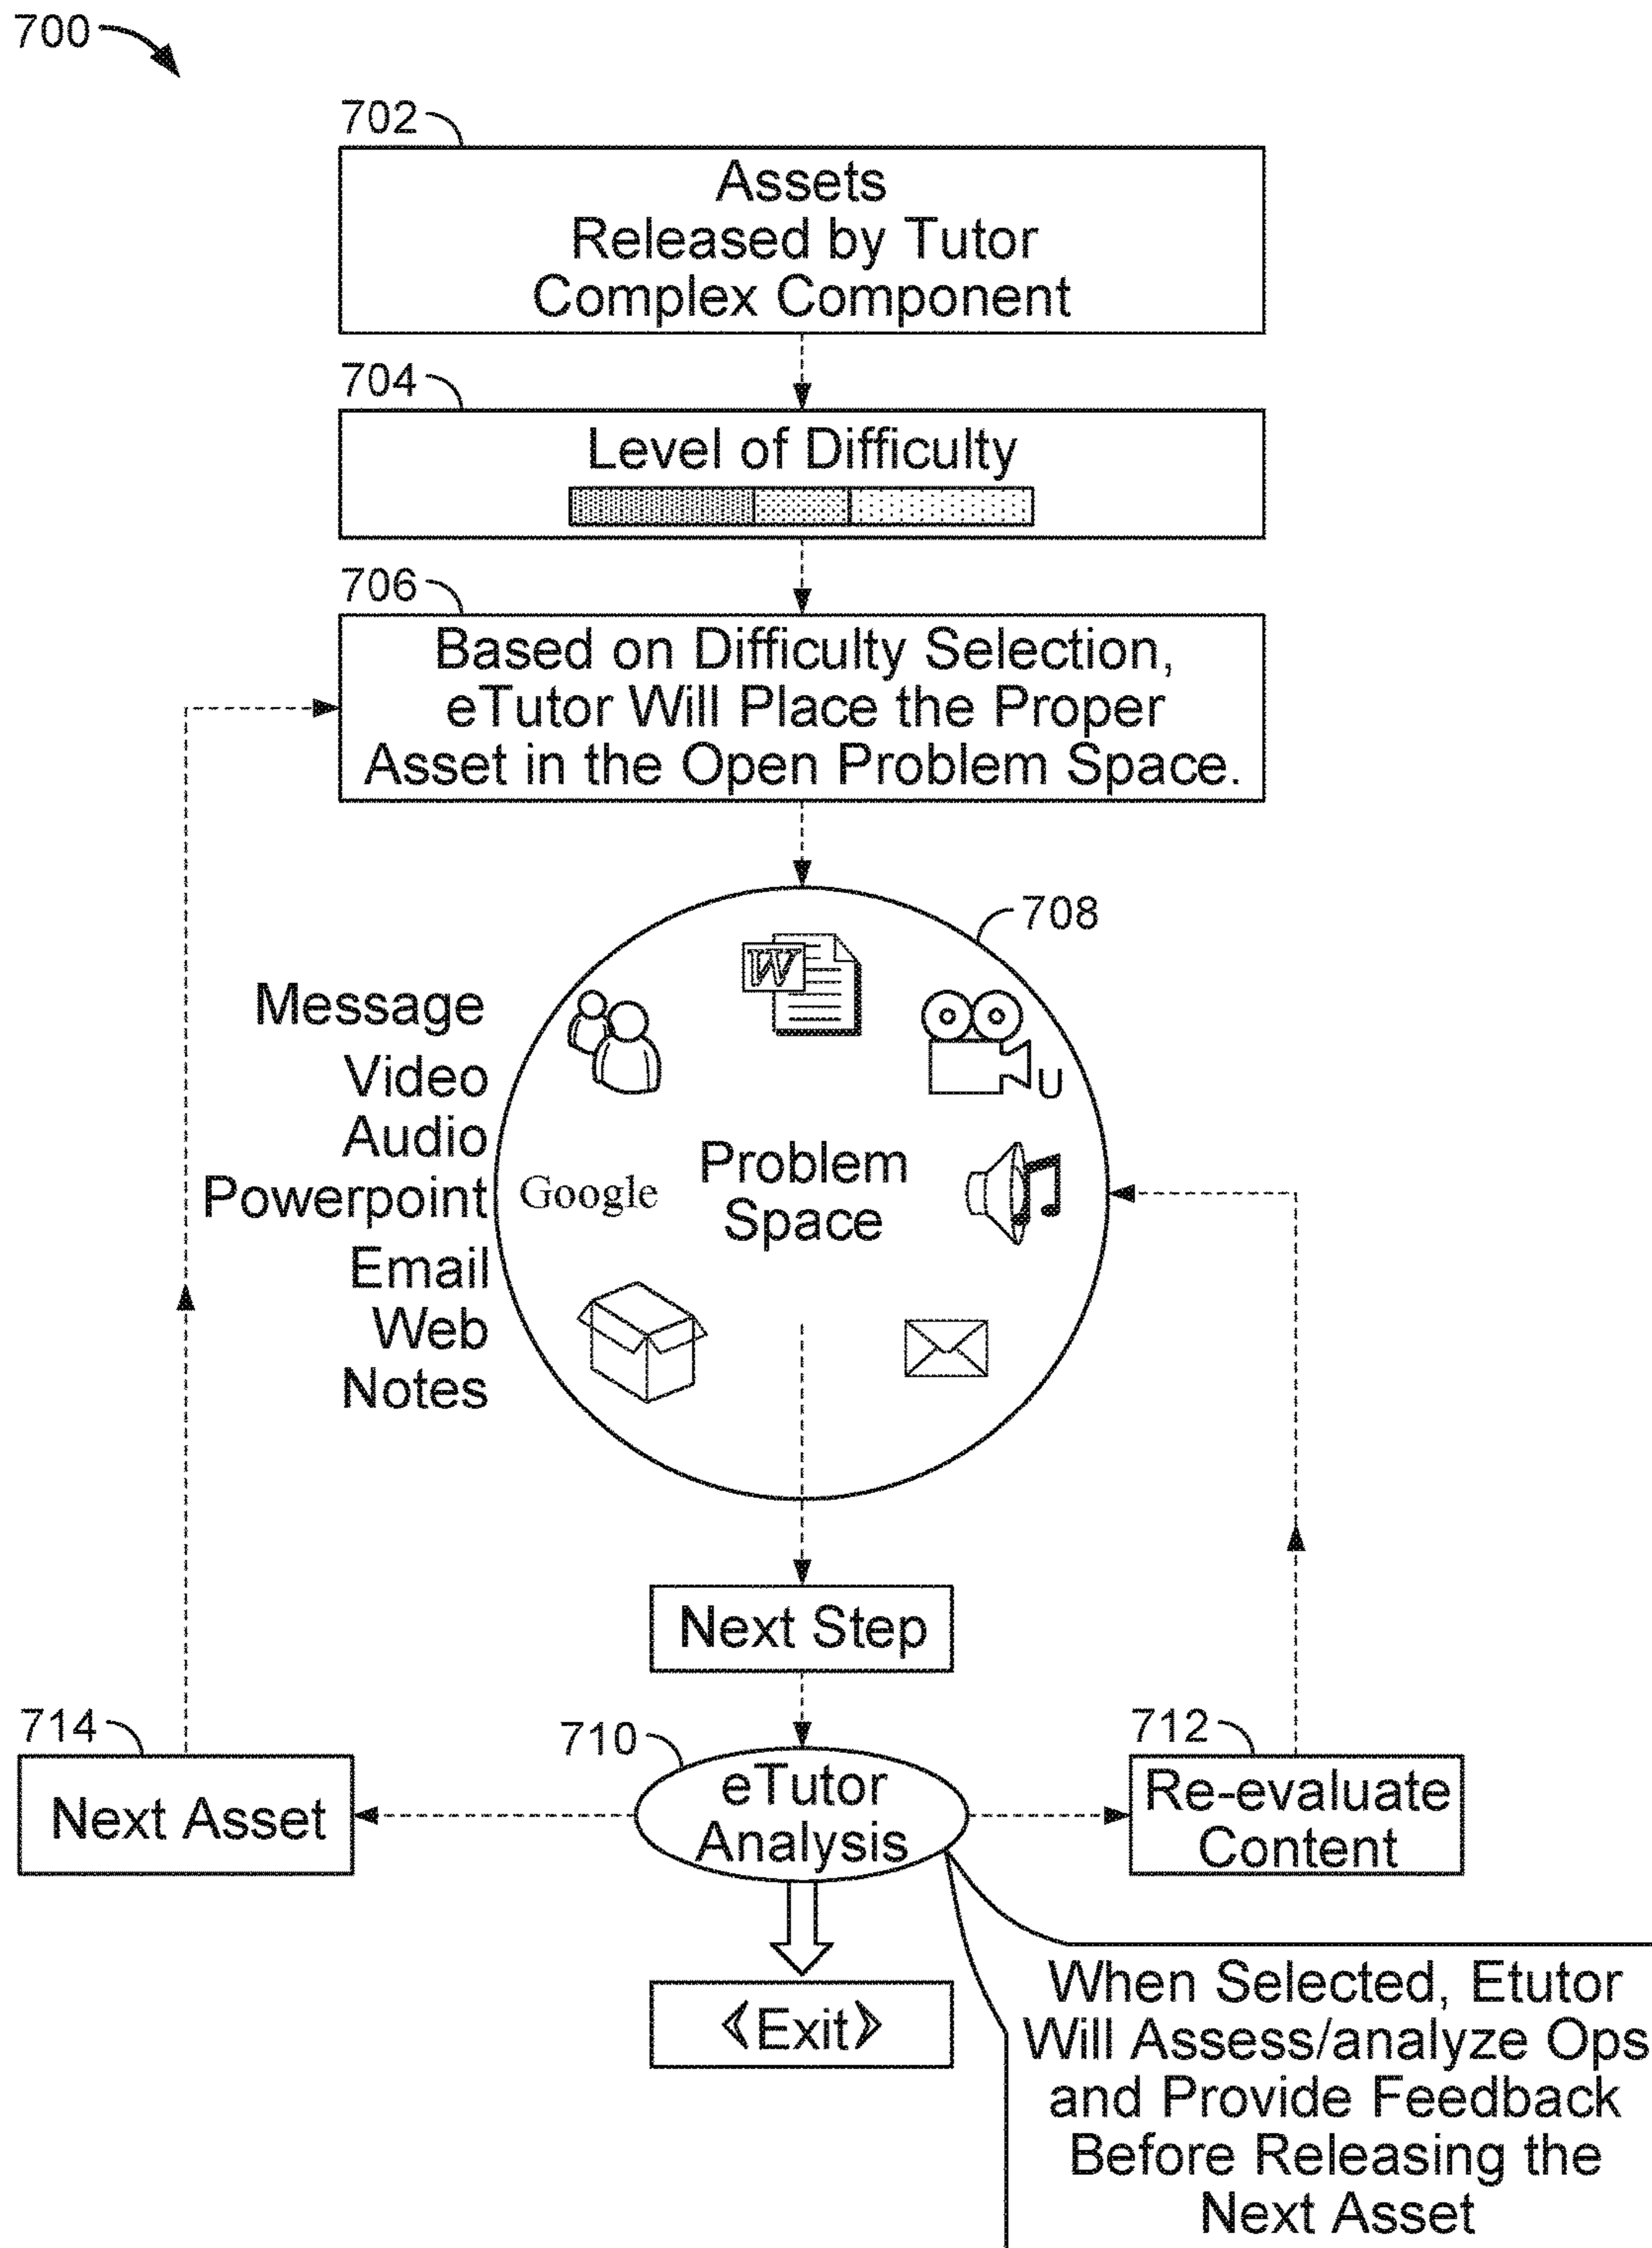 700
702
Assets
Released by Tutor
Complex Component
704
Level of Difficulty
706
Based on Difficulty Selection,
eTutor Will Place the Proper
Asset in the Open Problem Space.
708
W
U
Message
Video
Audio
Powerpoint
Email
Web
Notes
Google
Problem
Space
Next Step
714
Next Asset
710
eTutor
Analysis
712
Re-evaluate
Content
<Exit>
When Selected, Etutor
Will Assess/analyze Ops
and Provide Feedback
Before Releasing the
Next Asset